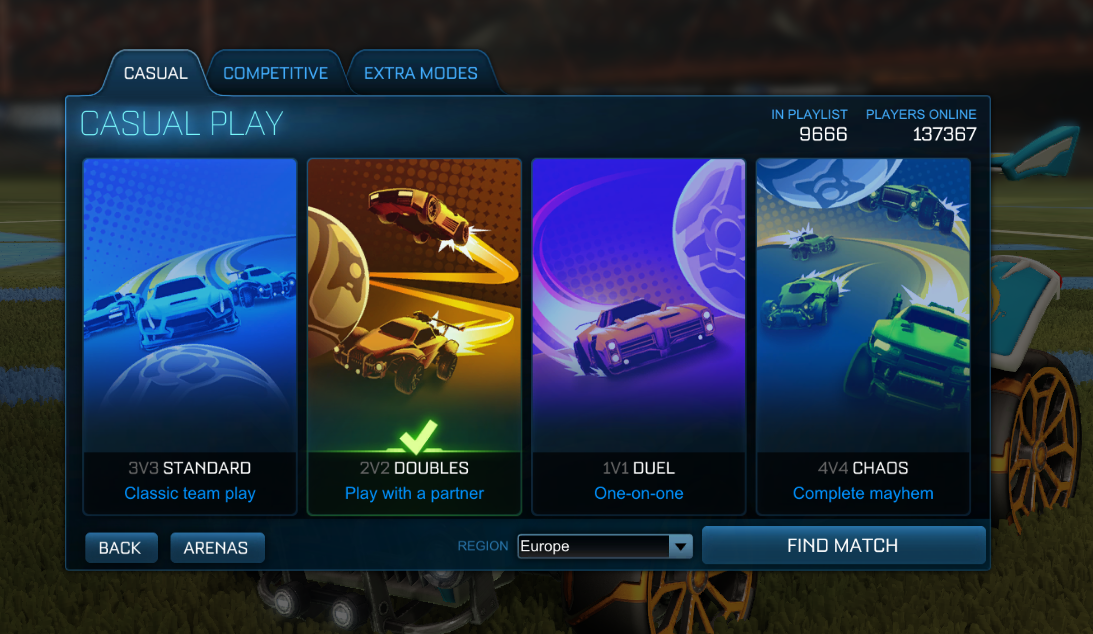 CASUAL
COMPETITIVE
EXTRA MODES
CASUAL PLAY
IN PLAYLIST
9666
PLAYERS ONLINE
137367
3V3 STANDARD
Classic team play
2V2 DOUBLES
Play with a partner
1V1 DUEL
One-on-one
4V4 CHAOS
Complete mayhem
BACK
ARENAS
REGION
Europe
FIND MATCH